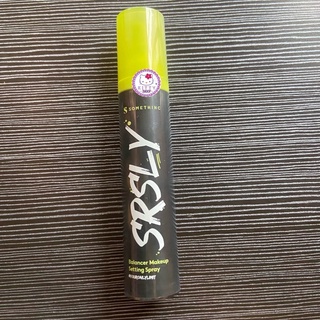 S SOMETHINC
SRSLY
Balancer Makeup
Setting Spray